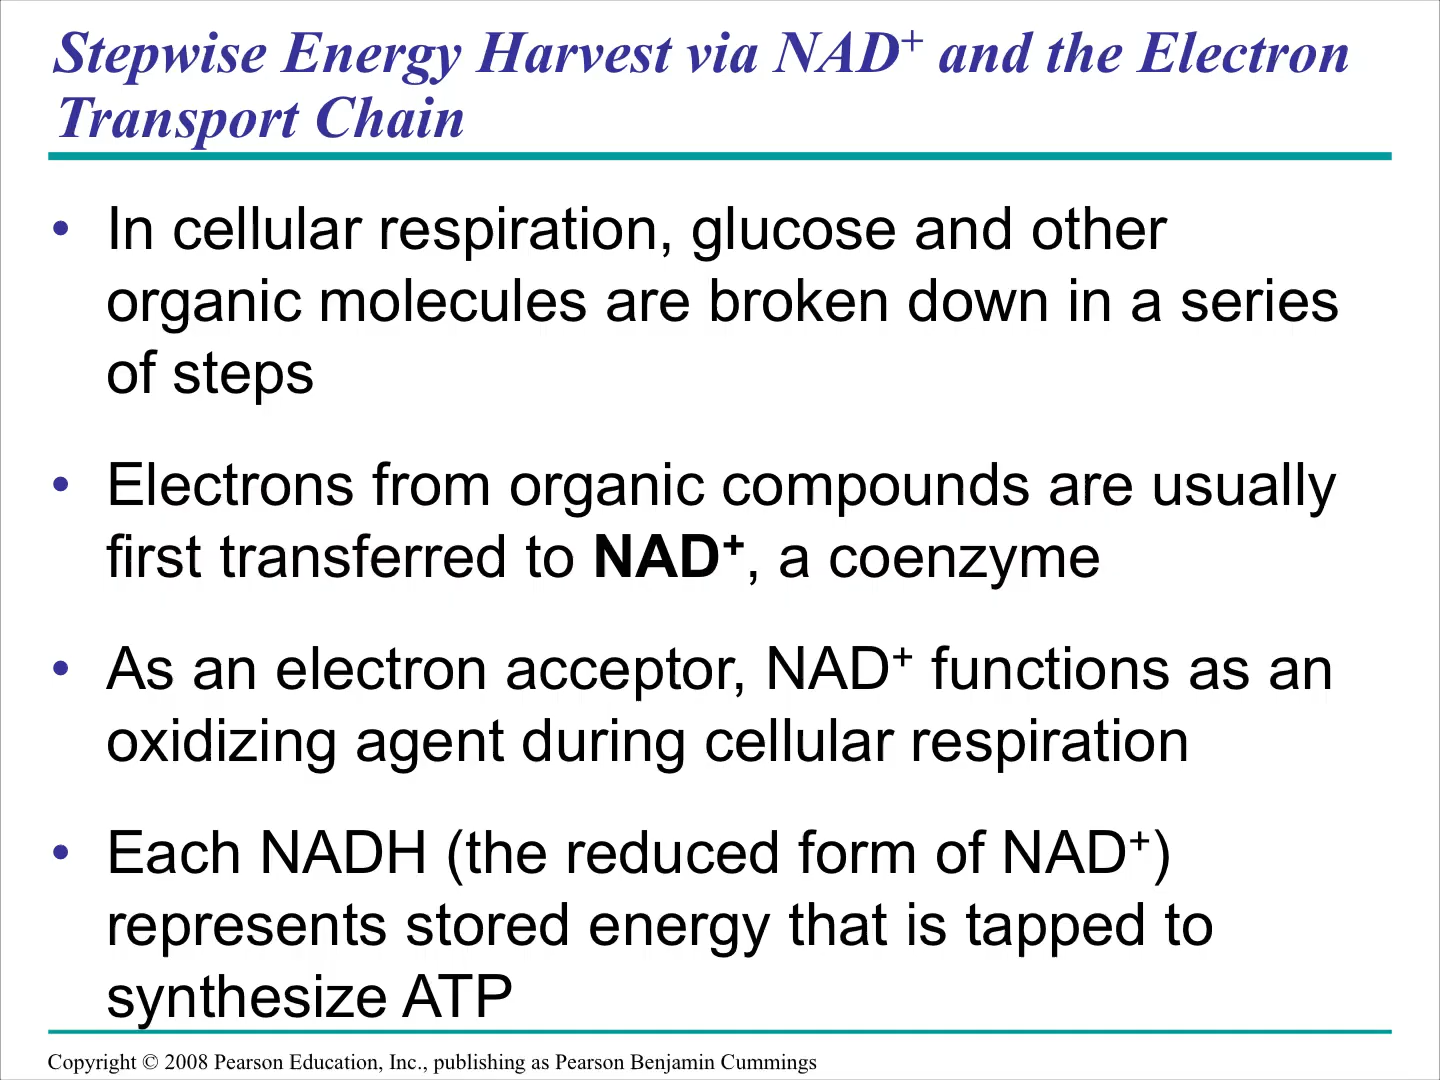 Stepwise Energy Harvest via NAD⁺ and the Electron
Transport Chain
• In cellular respiration, glucose and other
organic molecules are broken down in a series
of steps
• Electrons from organic compounds are usually
first transferred to NAD⁺, a coenzyme
• As an electron acceptor, NAD⁺ functions as an
oxidizing agent during cellular respiration
• Each NADH (the reduced form of NAD⁺)
represents stored energy that is tapped to
synthesize ATP
Copyright © 2008 Pearson Education, Inc., publishing as Pearson Benjamin Cummings